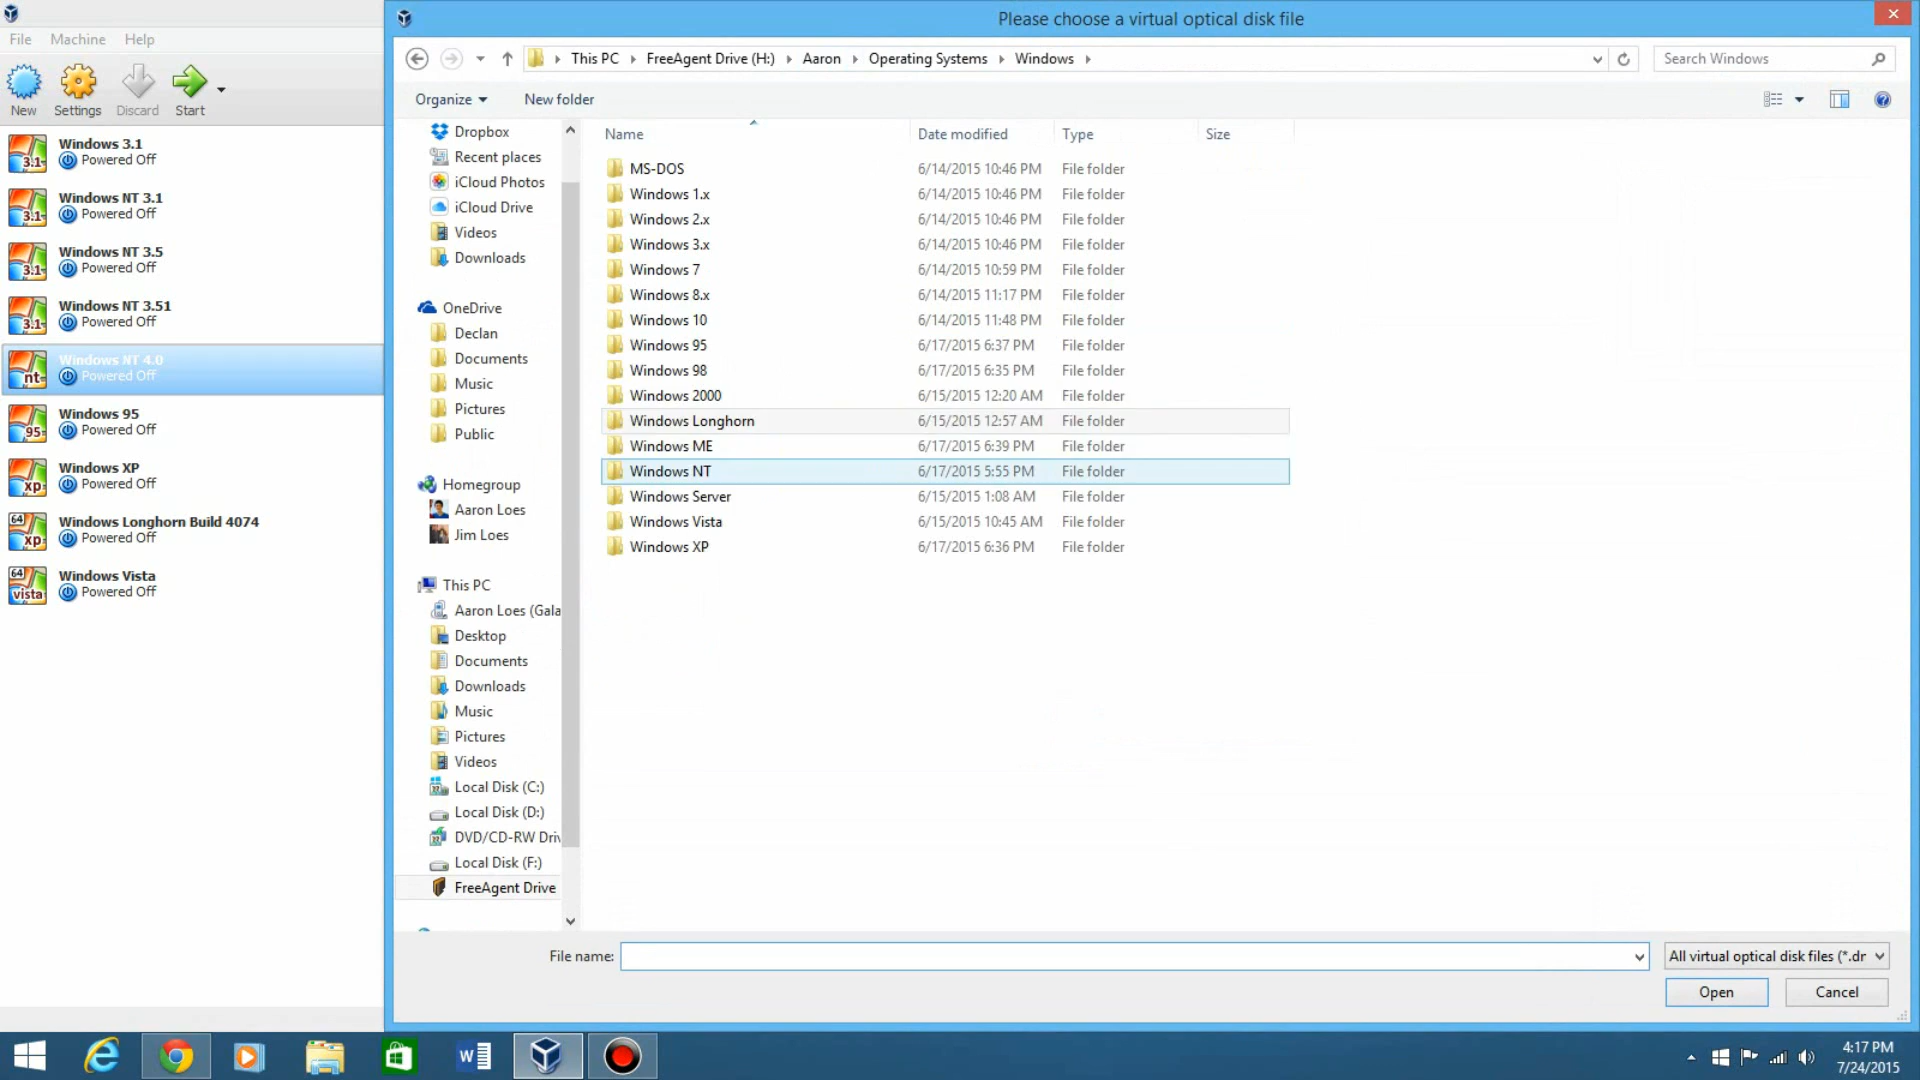 Please choose a virtual optical disk file
File Machine Help
New Settings Discard Start
Windows 3.1
Powered Off
Windows NT 3.1
Powered Off
Windows NT 3.5
Powered Off
Windows NT 3.51
Powered Off
Windows NT 4.0
Powered Off
Windows 95
Powered Off
Windows XP
Powered Off
Windows Longhorn Build 4074
Powered Off
Windows Vista
Powered Off
3.1
3.1
3.1
3.1
nt
95
xp
64
xp
64
vista
This PC FreeAgent Drive (H:) Aaron Operating Systems Windows
Search Windows
Organize New folder
Dropbox
Recent places
iCloud Photos
iCloud Drive
Videos
Downloads
OneDrive
Declan
Documents
Music
Pictures
Public
Homegroup
Aaron Loes
Jim Loes
This PC
Aaron Loes (Gala
Desktop
Documents
Downloads
Music
Pictures
Videos
Local Disk (C:)
Local Disk (D:)
DVD/CD-RW Driv
Local Disk (F:)
FreeAgent Drive
Name Date modified Type Size
MS-DOS 6/14/2015 10:46 PM File folder
Windows 1.x 6/14/2015 10:46 PM File folder
Windows 2.x 6/14/2015 10:46 PM File folder
Windows 3.x 6/14/2015 10:46 PM File folder
Windows 7 6/14/2015 10:59 PM File folder
Windows 8.x 6/14/2015 11:17 PM File folder
Windows 10 6/14/2015 11:48 PM File folder
Windows 95 6/17/2015 6:37 PM File folder
Windows 98 6/17/2015 6:35 PM File folder
Windows 2000 6/15/2015 12:20 AM File folder
Windows Longhorn 6/15/2015 12:57 AM File folder
Windows ME 6/17/2015 6:39 PM File folder
Windows NT 6/17/2015 5:55 PM File folder
Windows Server 6/15/2015 1:08 AM File folder
Windows Vista 6/15/2015 10:45 AM File folder
Windows XP 6/17/2015 6:36 PM File folder
File name:
All virtual optical disk files (*.dr
Open Cancel
4:17 PM
7/24/2015